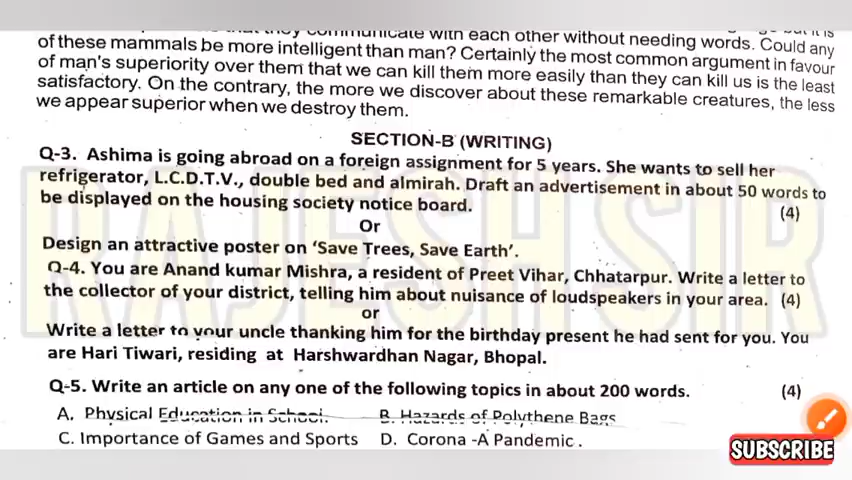 they communicate with each other without needing words. Could any
of these mammals be more intelligent than man? Certainly the most common argument in favour
of man's superiority over them that we can kill them more easily than they can kill us is the least
satisfactory. On the contrary, the more we discover about these remarkable creatures, the less
we appear superior when we destroy them.
SECTION-B (WRITING)
Q-3. Ashima is going abroad on a foreign assignment for 5 years. She wants to sell her
refrigerator, L.C.D.T.V., double bed and almirah. Draft an advertisement in about 50 words to
be displayed on the housing society notice board. (4)
Or
Design an attractive poster on 'Save Trees, Save Earth'.
Q-4. You are Anand kumar Mishra, a resident of Preet Vihar, Chhatarpur. Write a letter to
the collector of your district, telling him about nuisance of loudspeakers in your area. (4)
or
Write a letter to your uncle thanking him for the birthday present he had sent for you. You
are Hari Tiwari, residing at Harshwardhan Nagar, Bhopal.
Q-5. Write an article on any one of the following topics in about 200 words. (4)
A. Physical Education in School. B. Hazards of Polythene Bags
C. Importance of Games and Sports D. Corona -A Pandemic.
RAJESH SIR
SUBSCRIBE